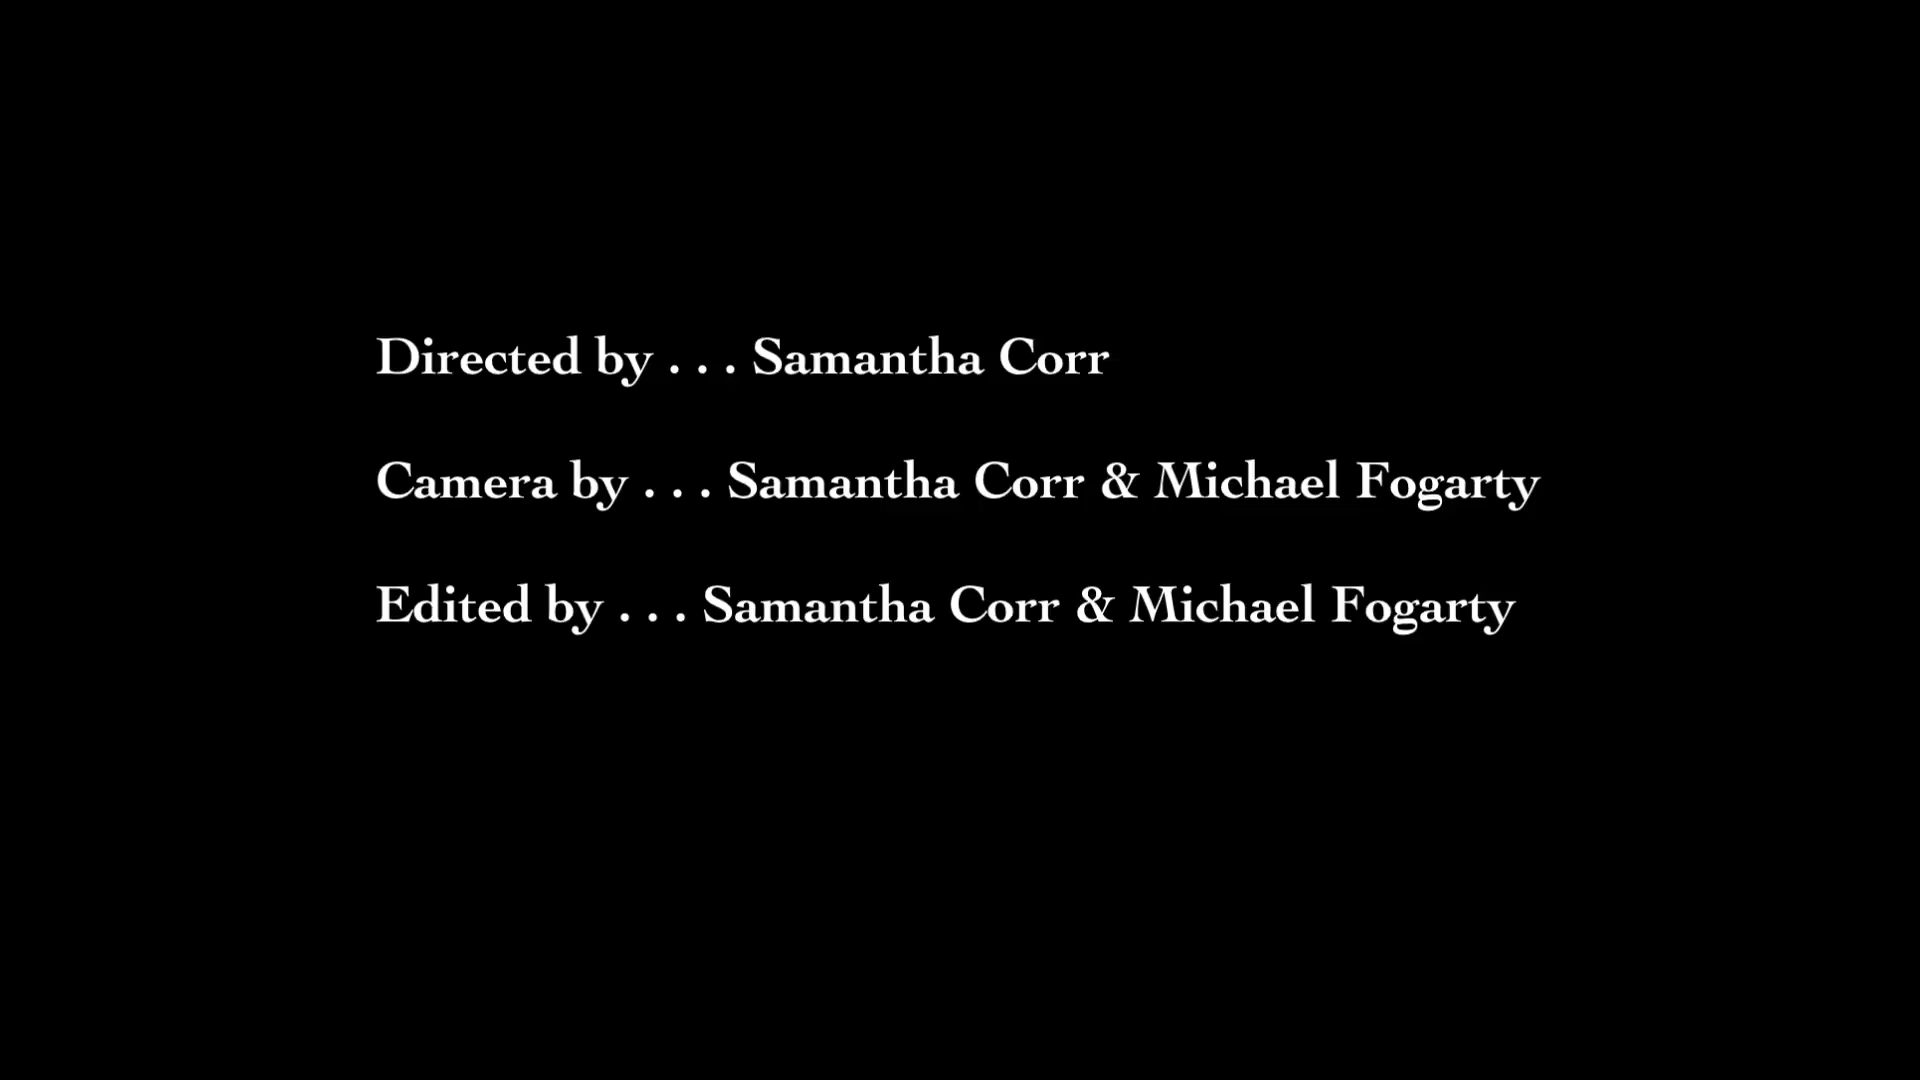 Directed by . . . Samantha Corr
Camera by . . . Samantha Corr & Michael Fogarty
Edited by . . . Samantha Corr & Michael Fogarty